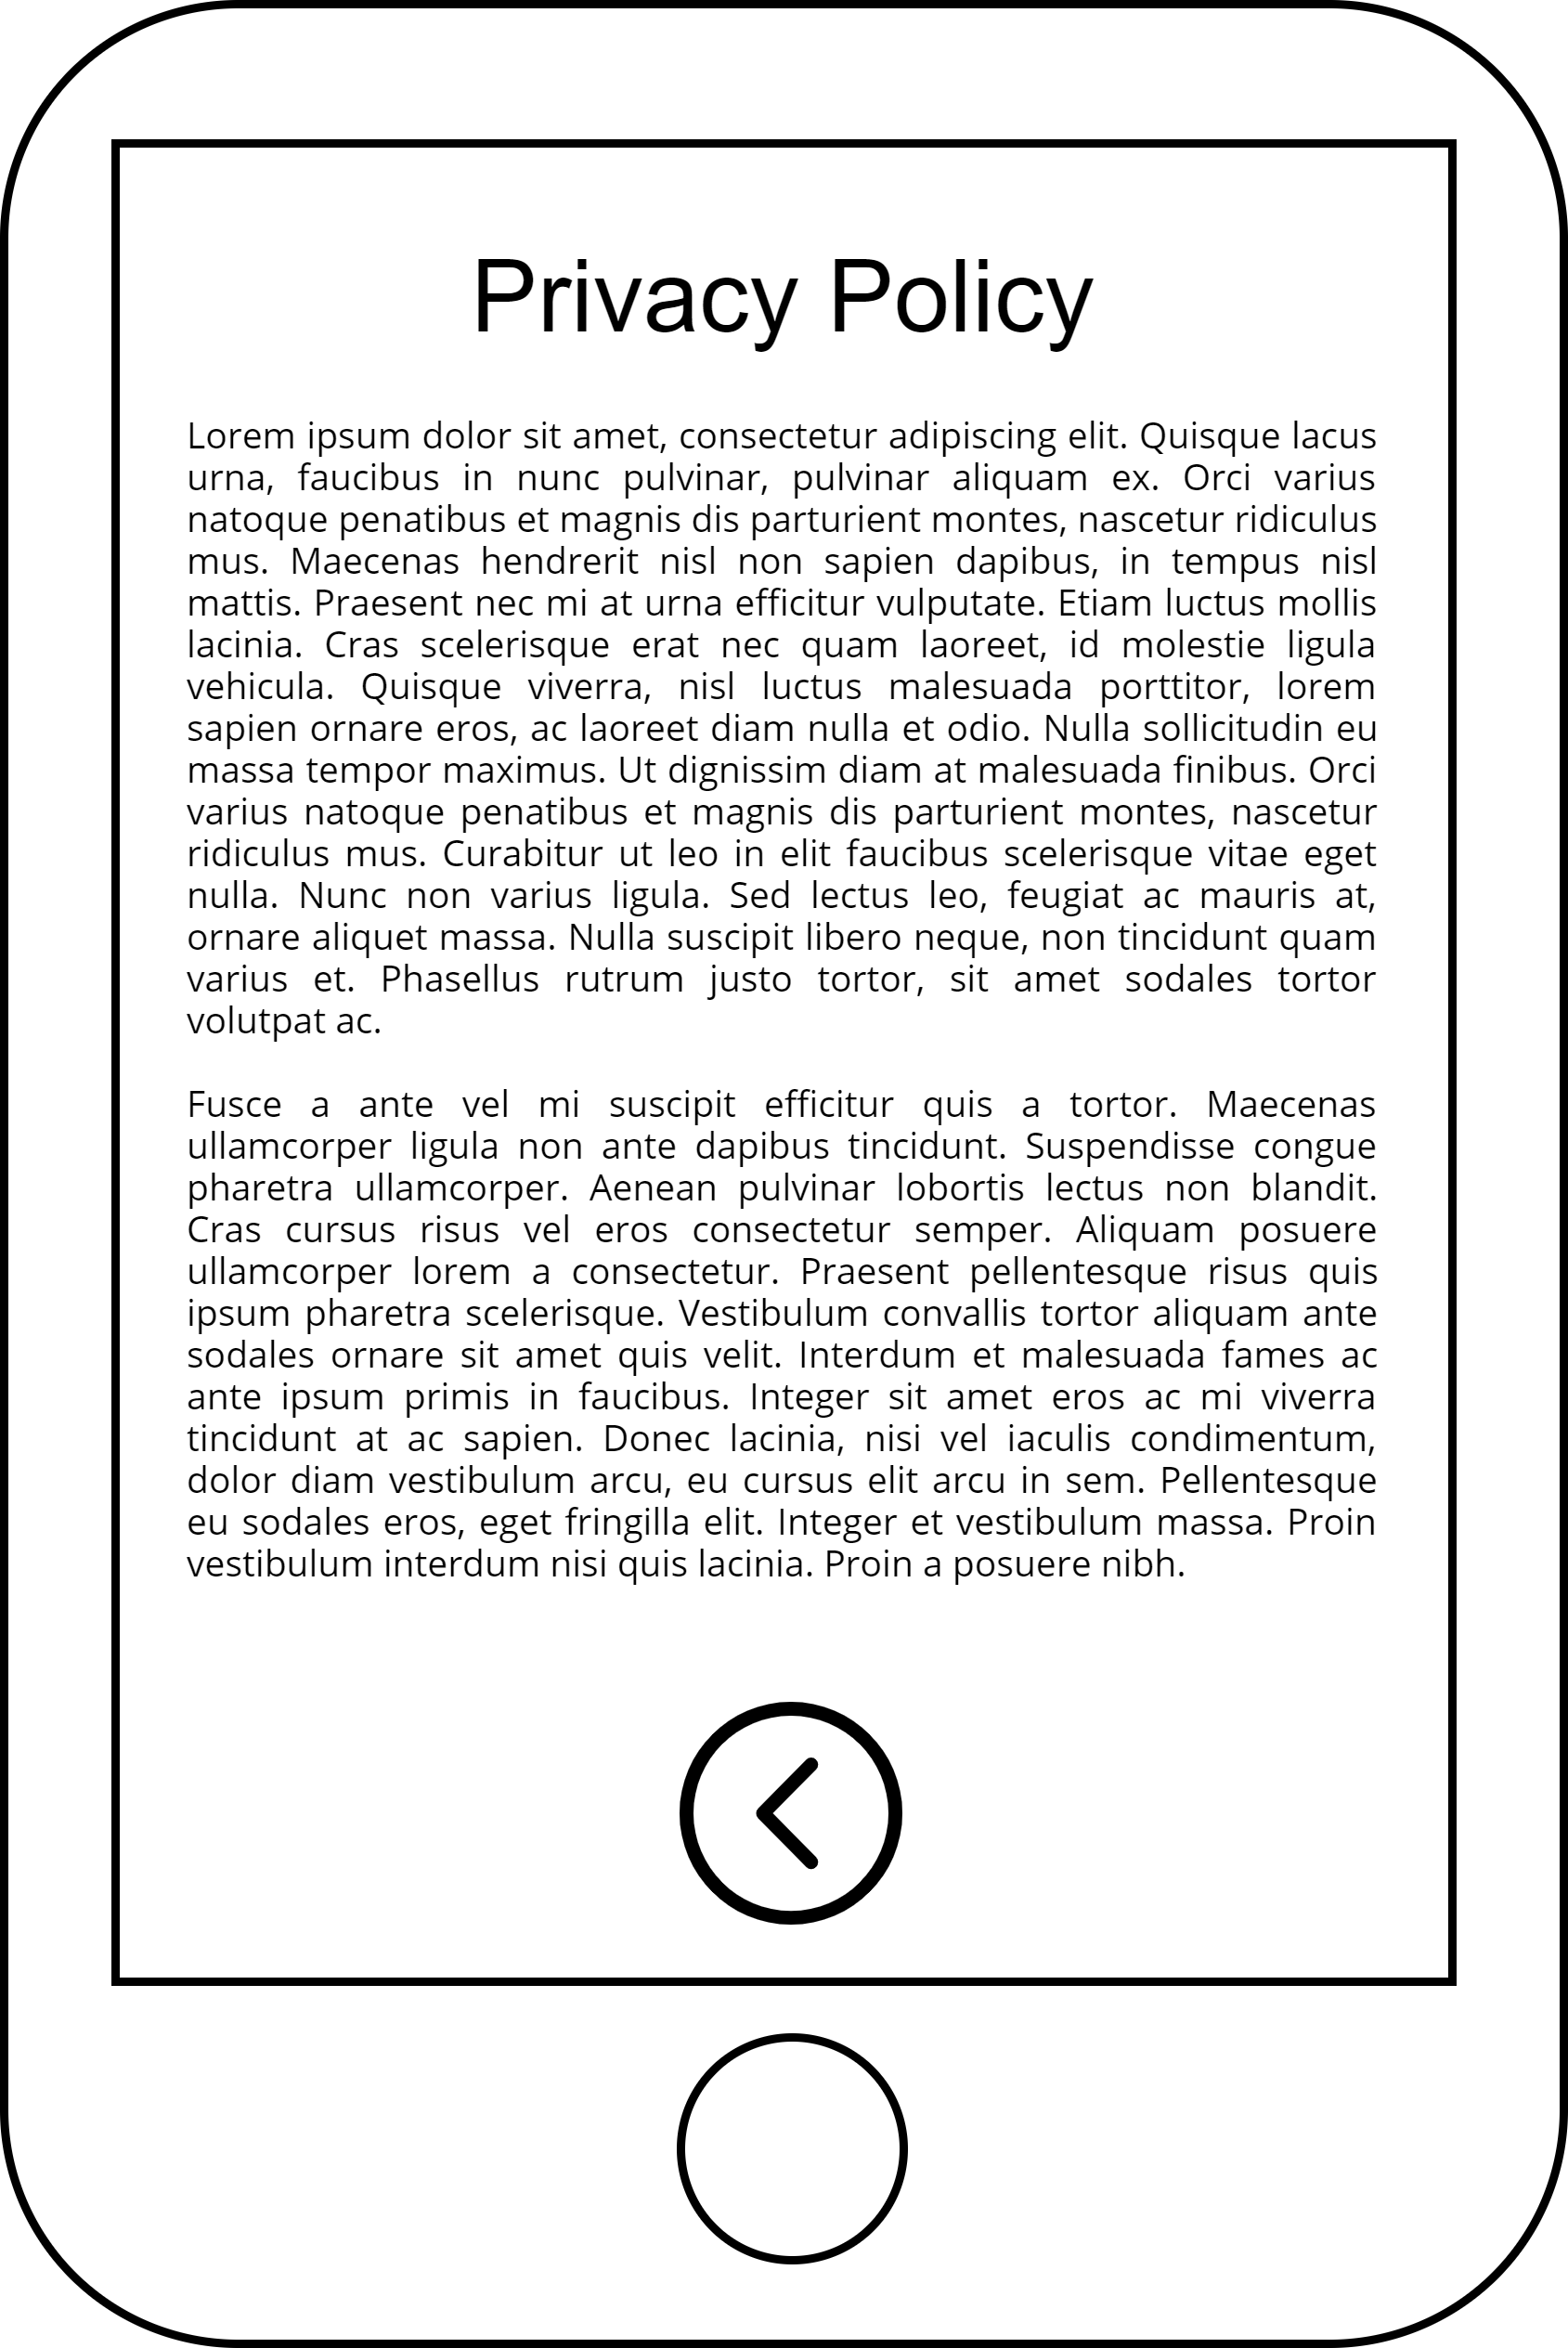 Privacy Policy
Lorem ipsum dolor sit amet, consectetur adipiscing elit. Quisque lacus
urna, faucibus in nunc pulvinar, pulvinar aliquam ex. Orci varius
natoque penatibus et magnis dis parturient montes, nascetur ridiculus
mus. Maecenas hendrerit nisl non sapien dapibus, in tempus nisl
mattis. Praesent nec mi at urna efficitur vulputate. Etiam luctus mollis
lacinia. Cras scelerisque erat nec quam laoreet, id molestie ligula
vehicula. Quisque viverra, nisl luctus malesuada porttitor, lorem
sapien ornare eros, ac laoreet diam nulla et odio. Nulla sollicitudin eu
massa tempor maximus. Ut dignissim diam at malesuada finibus. Orci
varius natoque penatibus et magnis dis parturient montes, nascetur
ridiculus mus. Curabitur ut leo in elit faucibus scelerisque vitae eget
nulla. Nunc non varius ligula. Sed lectus leo, feugiat ac mauris at,
ornare aliquet massa. Nulla suscipit libero neque, non tincidunt quam
varius et. Phasellus rutrum justo tortor, sit amet sodales tortor
volutpat ac.
Fusce a ante vel mi suscipit efficitur quis a tortor. Maecenas
ullamcorper ligula non ante dapibus tincidunt. Suspendisse congue
pharetra ullamcorper. Aenean pulvinar lobortis lectus non blandit.
Cras cursus risus vel eros consectetur semper. Aliquam posuere
ullamcorper lorem a consectetur. Praesent pellentesque risus quis
ipsum pharetra scelerisque. Vestibulum convallis tortor aliquam ante
sodales ornare sit amet quis velit. Interdum et malesuada fames ac
ante ipsum primis in faucibus. Integer sit amet eros ac mi viverra
tincidunt at ac sapien. Donec lacinia, nisi vel iaculis condimentum,
dolor diam vestibulum arcu, eu cursus elit arcu in sem. Pellentesque
eu sodales eros, eget fringilla elit. Integer et vestibulum massa. Proin
vestibulum interdum nisi quis lacinia. Proin a posuere nibh.